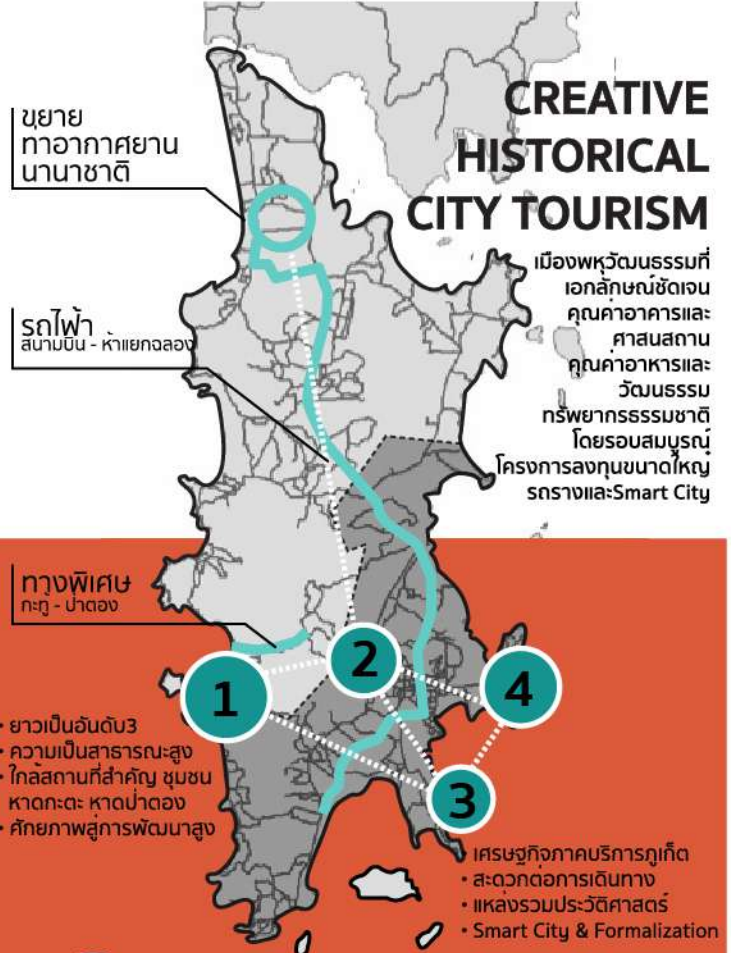 CREATIVE
HISTORICAL
CITY TOURISM
ขยาย
ท่าอากาศยาน
นานาชาติ
เมืองพหุวัฒนธรรมที่
เอกลักษณ์ชัดเจน
คุณค่าอาคารและ
ศาสนสถาน
คุณค่าอาหารและ
วัฒนธรรม
ทรัพยากรธรรมชาติ
โดยรอบสมบูรณ์
โครงการลงทุนขนาดใหญ่
รถรางและSmart City
รถไฟ้า
สนามบิน - ห้าแยกฉลอง
ทางพิเศษ
กะทู้ - ป่าตอง
1
2
4
3
• ยาวเป็นอันดับ3
• ความเป็นสาธารณะสูง
• ใกล้สถานที่สำคัญ ชุมชน
หาดกะตะ หาดป่าตอง
• ศักยภาพสู่การพัฒนาสูง
• เศรษฐกิจภาคบริการภูเก็ต
• สะดวกต่อการเดินทาง
• แหล่งรวมประวัติศาสตร์
• Smart City & Formalization